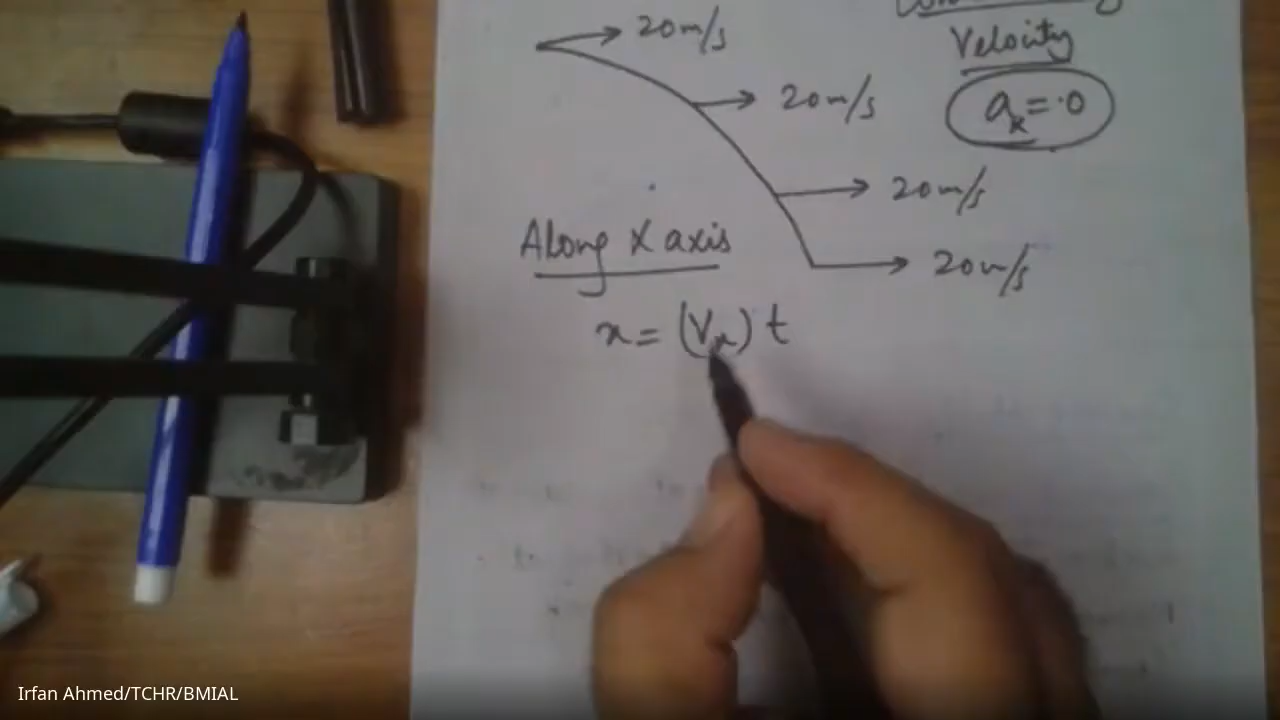 Velocity
20m/s
aₓ=0
20m/s
20m/s
Along X axis
20m/s
x = (Vₓ) t
Irfan Ahmed/TCHR/BMIAL